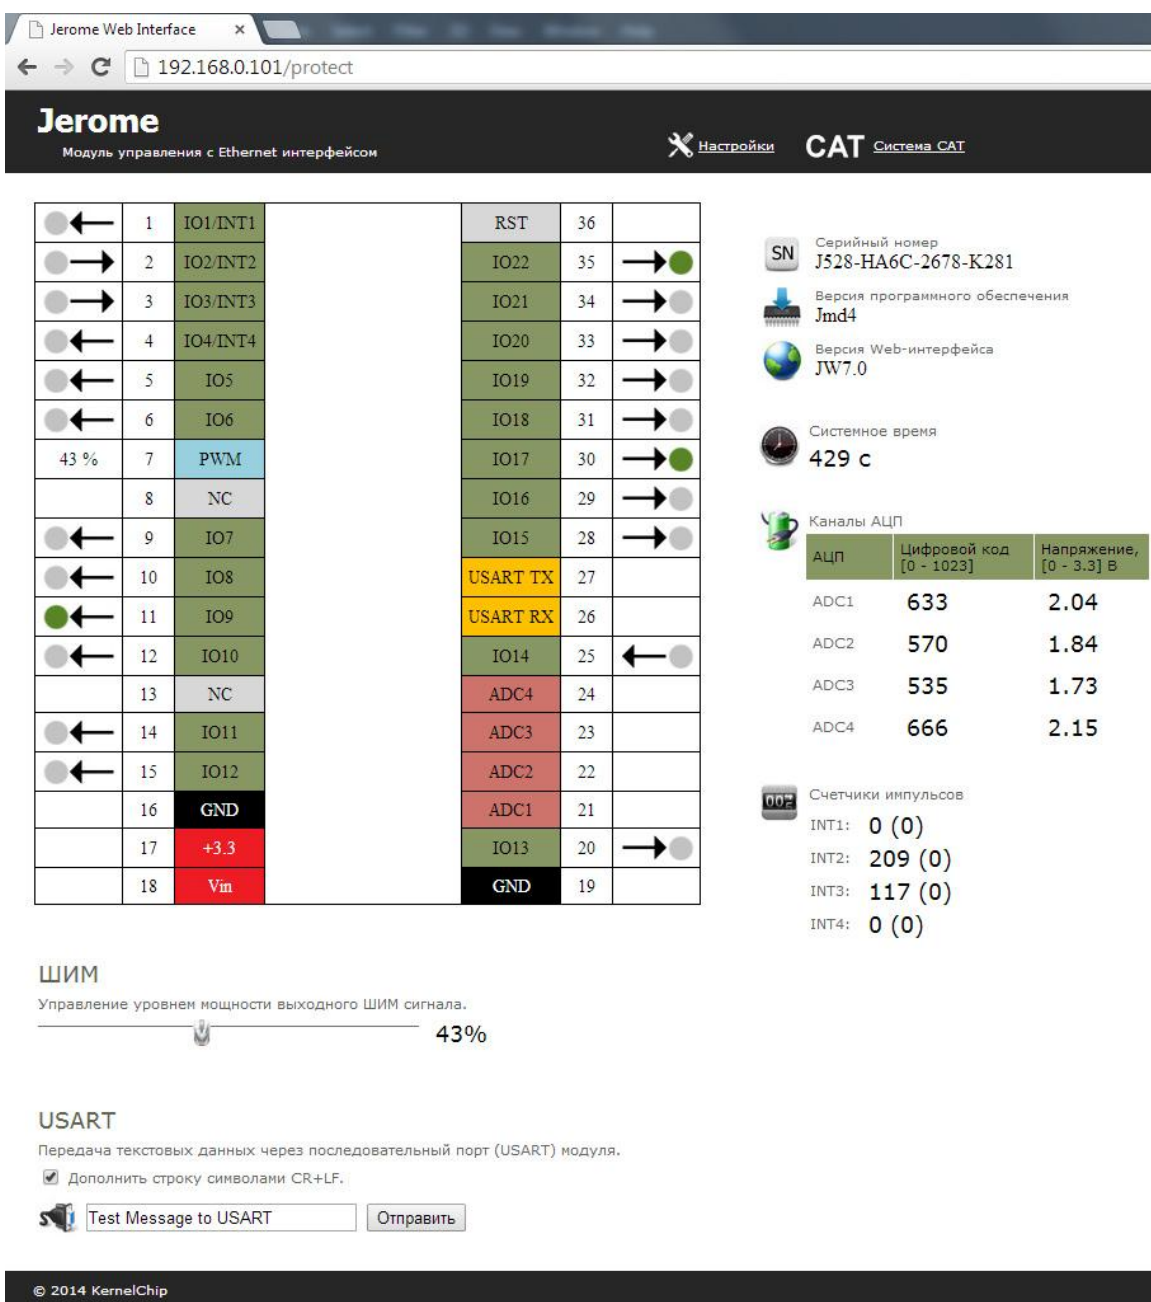 Jerome Web Interface
192.168.0.101/protect
Jerome
Модуль управления с Ethernet интерфейсом
Настройки
CAT Система CAT
1 IO1/INT1 RST 36
2 IO2/INT2 IO22 35
3 IO3/INT3 IO21 34
4 IO4/INT4 IO20 33
5 IO5 IO19 32
6 IO6 IO18 31
43 % 7 PWM IO17 30
8 NC IO16 29
9 IO7 IO15 28
10 IO8 USART TX 27
11 IO9 USART RX 26
12 IO10 IO14 25
13 NC ADC4 24
14 IO11 ADC3 23
15 IO12 ADC2 22
16 GND ADC1 21
17 +3.3 IO13 20
18 Vin GND 19
SN
Серийный номер
J528-HA6C-2678-K281
Версия программного обеспечения
Jmd4
Версия Web-интерфейса
JW7.0
Системное время
429 с
Каналы АЦП
АЦП Цифровой код [0 - 1023] Напряжение, [0 - 3.3] В
ADC1 633 2.04
ADC2 570 1.84
ADC3 535 1.73
ADC4 666 2.15
Счетчики импульсов
INT1: 0 (0)
INT2: 209 (0)
INT3: 117 (0)
INT4: 0 (0)
ШИМ
Управление уровнем мощности выходного ШИМ сигнала.
43%
USART
Передача текстовых данных через последовательный порт (USART) модуля.
Дополнить строку символами CR+LF.
Test Message to USART Отправить
© 2014 KernelChip